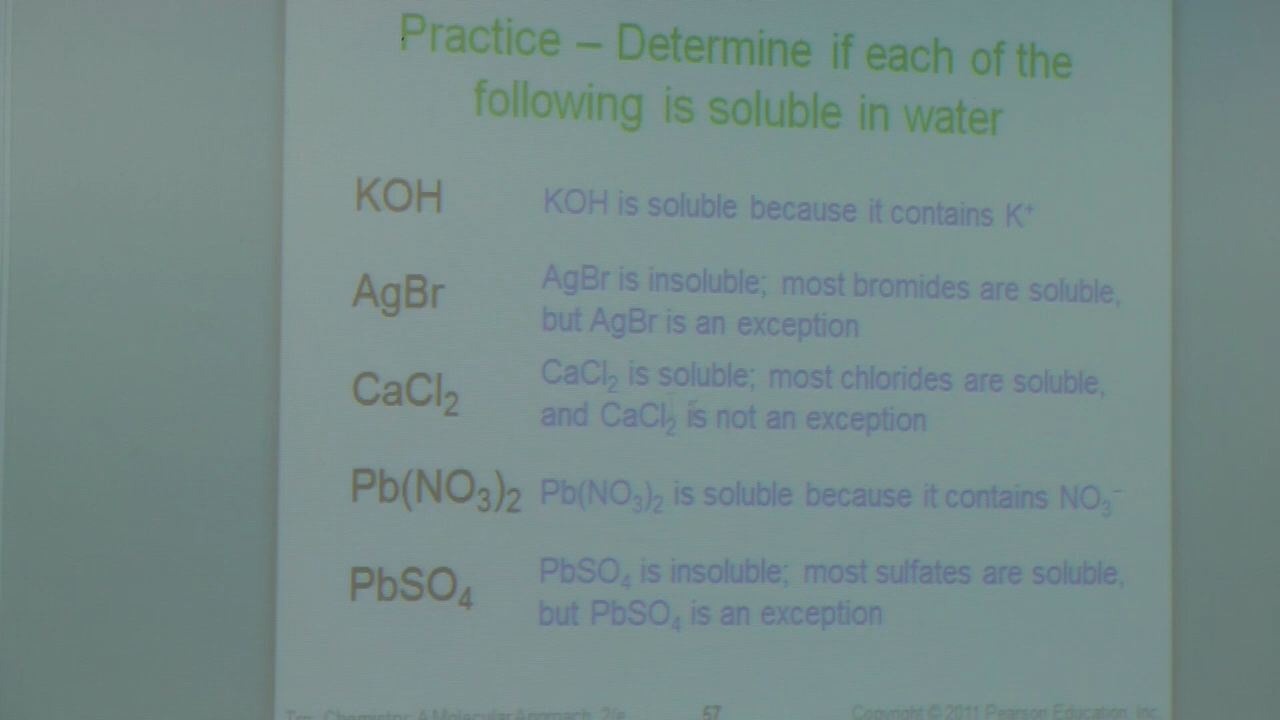 Practice – Determine if each of the
following is soluble in water
KOH KOH is soluble because it contains K⁺
AgBr AgBr is insoluble; most bromides are soluble,
but AgBr is an exception
CaCl₂ CaCl₂ is soluble; most chlorides are soluble,
and CaCl₂ is not an exception
Pb(NO₃)₂ Pb(NO₃)₂ is soluble because it contains NO₃⁻
PbSO₄ PbSO₄ is insoluble; most sulfates are soluble,
but PbSO₄ is an exception
Chemistry: A Molecular Approach, 2/e 57 Copyright © 2011 Pearson Education, Inc.